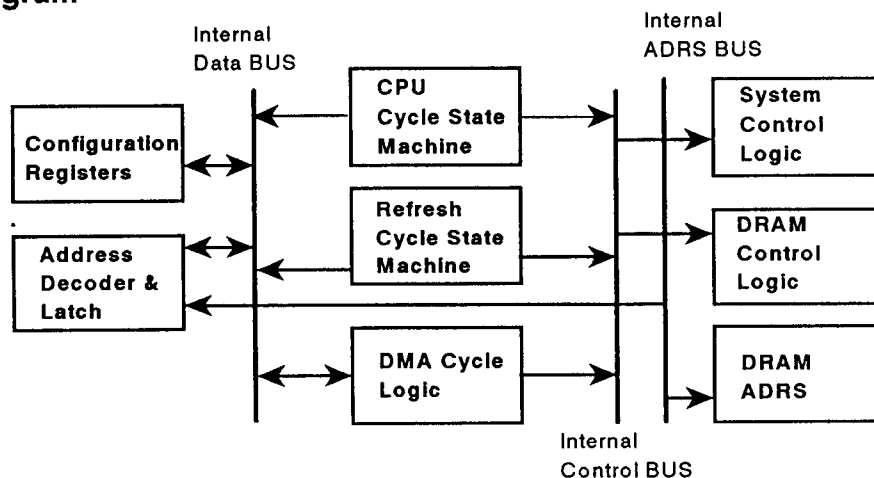 Internal
Data BUS
Internal
ADRS BUS
Configuration
Registers
CPU
Cycle State
Machine
System
Control
Logic
Address
Decoder &
Latch
Refresh
Cycle State
Machine
DRAM
Control
Logic
DMA Cycle
Logic
DRAM
ADRS
Internal
Control BUS